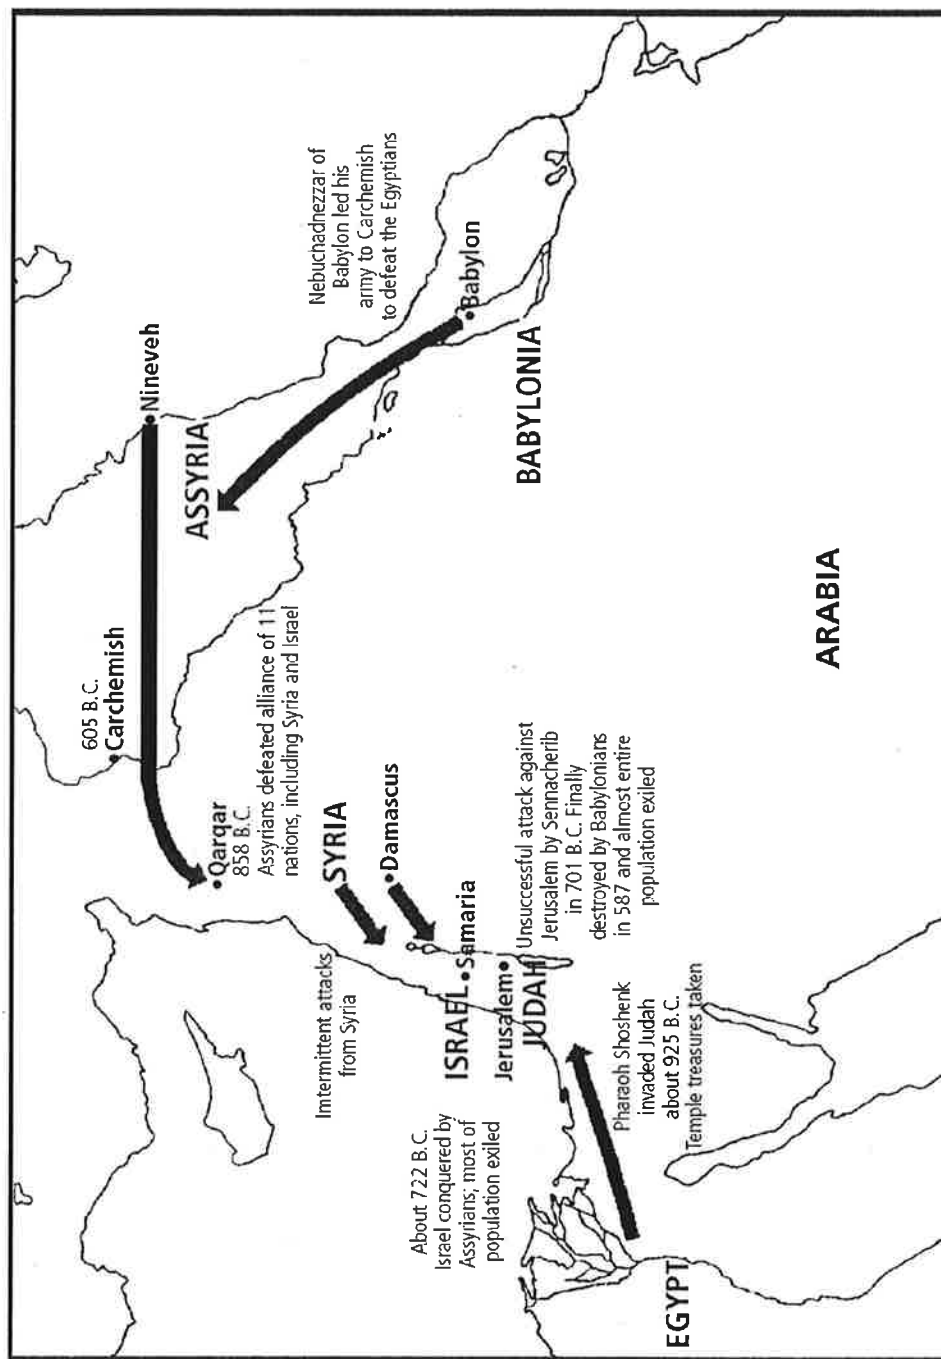 605 B.C.
Carchemish
Nineveh
ASSYRIA
Qarqar
858 B.C.
Assyrians defeated alliance of 11
nations, including Syria and Israel
Nebuchadnezzar of
Babylon led his
army to Carchemish
to defeat the Egyptians
Babylon
BABYLONIA
Imtermittent attacks
from Syria
SYRIA
Damascus
About 722 B.C.
Israel conquered by
Assyrians; most of
population exiled
ISRAEL
Samaria
Jerusalem
JUDAH
Unsuccessful attack against
Jerusalem by Sennacherib
in 701 B.C. Finally
destroyed by Babylonians
in 587 and almost entire
population exiled
Pharaoh Shoshenk
invaded Judah
about 925 B.C.
Temple treasures taken
EGYPT
ARABIA